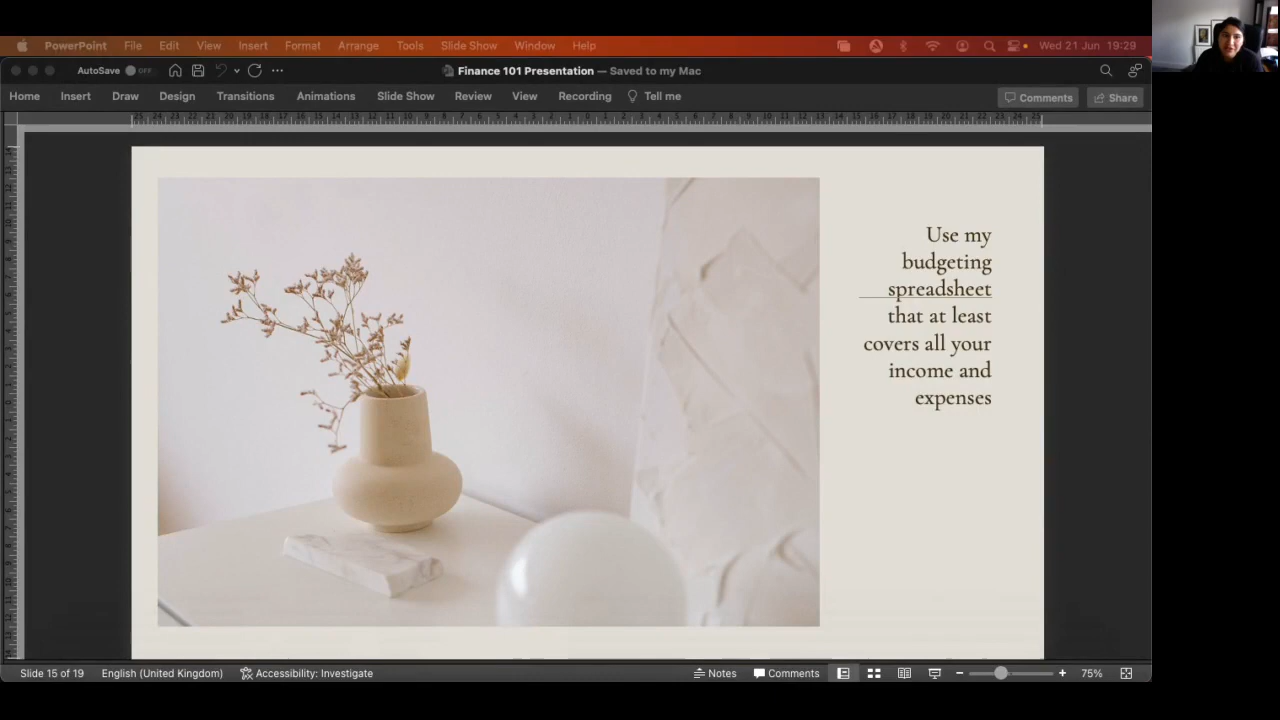 PowerPoint File Edit View Insert Format Arrange Tools Slide Show Window Help Wed 21 Jun 19:29
AutoSave OFF Finance 101 Presentation — Saved to my Mac
Home Insert Draw Design Transitions Animations Slide Show Review View Recording Tell me Comments Share
Use my
budgeting
spreadsheet
that at least
covers all your
income and
expenses
Slide 15 of 19 English (United Kingdom) Accessibility: Investigate Notes Comments 75%